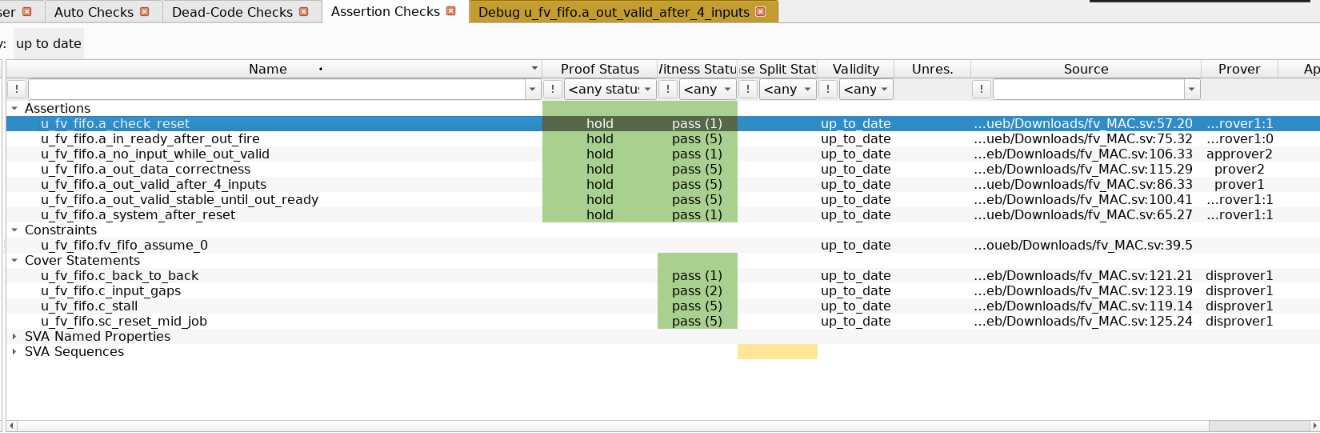 ser Auto Checks Dead-Code Checks Assertion Checks Debug u_fv_fifo.a_out_valid_after_4_inputs
y: up to date
Name Proof Status Vitness Statu se Split Stat Validity Unres. Source Prover Ap
! ! <any statu: ! <any ! <any ! <any !
Assertions
u_fv_fifo.a_check_reset hold pass (1) up_to_date ...ueb/Downloads/fv_MAC.sv:57.20 ...rover1:1
u_fv_fifo.a_in_ready_after_out_fire hold pass (5) up_to_date ...ueb/Downloads/fv_MAC.sv:75.32 ...rover1:0
u_fv_fifo.a_no_input_while_out_valid hold pass (1) up_to_date ...eb/Downloads/fv_MAC.sv:106.33 approver2
u_fv_fifo.a_out_data_correctness hold pass (5) up_to_date ...eb/Downloads/fv_MAC.sv:115.29 prover2
u_fv_fifo.a_out_valid_after_4_inputs hold pass (5) up_to_date ...ueb/Downloads/fv_MAC.sv:86.33 prover1
u_fv_fifo.a_out_valid_stable_until_out_ready hold pass (5) up_to_date ...eb/Downloads/fv_MAC.sv:100.41 ...rover1:1
u_fv_fifo.a_system_after_reset hold pass (1) up_to_date ...ueb/Downloads/fv_MAC.sv:65.27 ...rover1:1
Constraints
u_fv_fifo.fv_fifo_assume_0 up_to_date ...oueb/Downloads/fv_MAC.sv:39.5
Cover Statements
u_fv_fifo.c_back_to_back pass (1) up_to_date ...eb/Downloads/fv_MAC.sv:121.21 disprover1
u_fv_fifo.c_input_gaps pass (2) up_to_date ...eb/Downloads/fv_MAC.sv:123.19 disprover1
u_fv_fifo.c_stall pass (5) up_to_date ...eb/Downloads/fv_MAC.sv:119.14 disprover1
u_fv_fifo.sc_reset_mid_job pass (5) up_to_date ...eb/Downloads/fv_MAC.sv:125.24 disprover1
SVA Named Properties
SVA Sequences